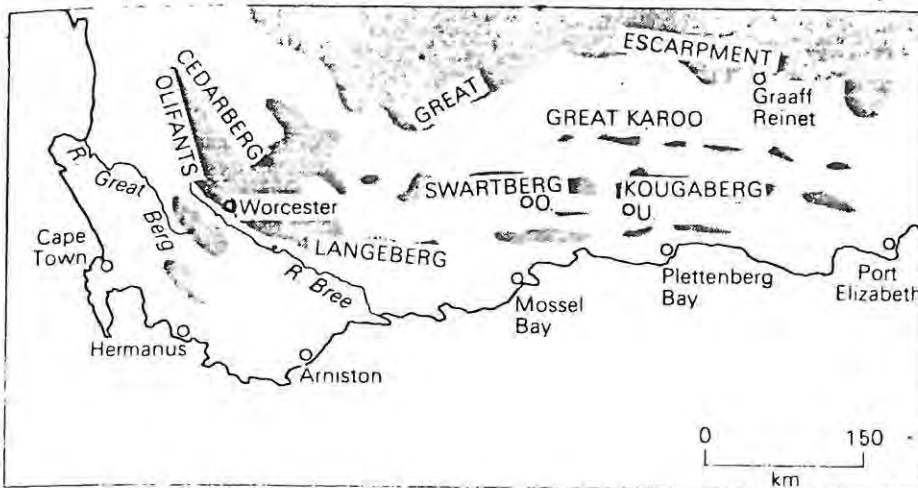 ESCARPMENT
GREAT
Graaff
Reinet
CEDARBERG
OLIFANTS
GREAT KAROO
R. Great Berg
SWARTBERG
O.
KOUGABERG
U.
Worcester
Cape
Town
LANGEBERG
R. Bree
Mossel
Bay
Plettenberg
Bay
Port
Elizabeth
Hermanus
Arniston
0 150
km